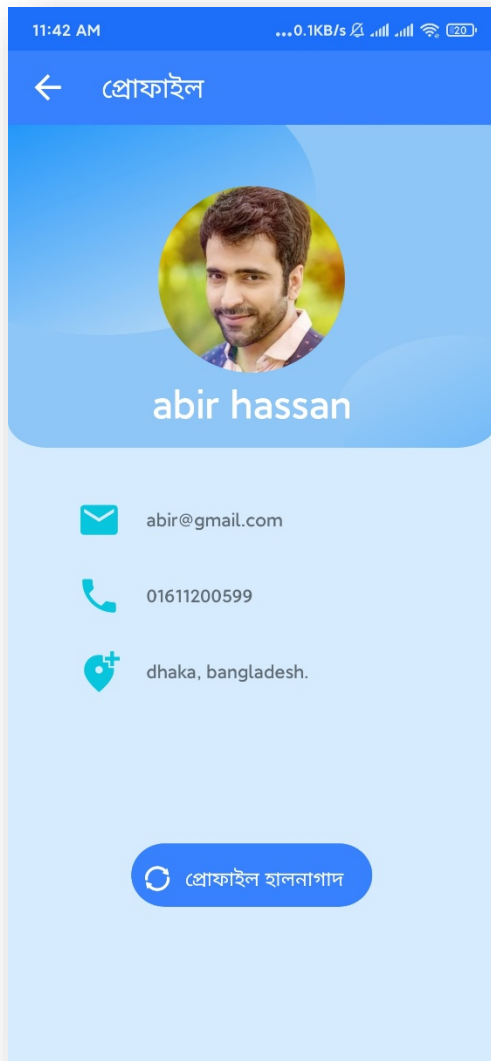 11:42 AM ...0.1KB/s 20
প্রোফাইল
abir hassan
abir@gmail.com
01611200599
dhaka, bangladesh.
প্রোফাইল হালনাগাদ